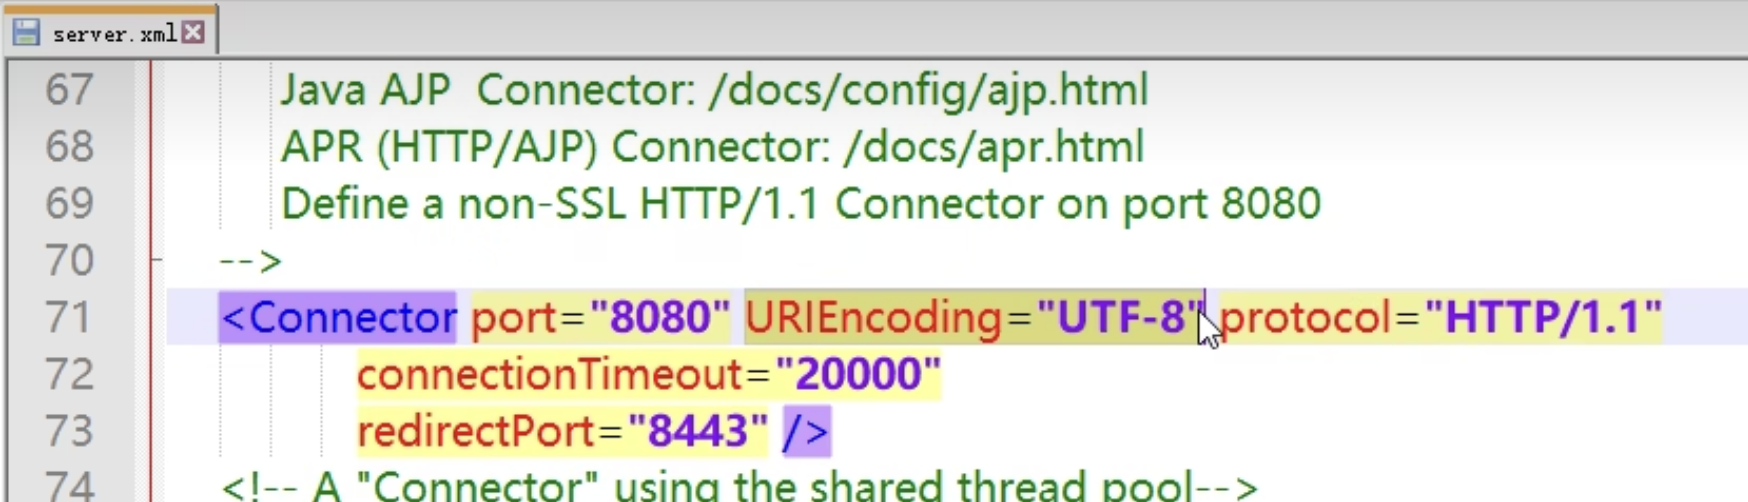 server.xml
67 Java AJP  Connector: /docs/config/ajp.html
68 APR (HTTP/AJP) Connector: /docs/apr.html
69 Define a non-SSL HTTP/1.1 Connector on port 8080
70 -->
71 <Connector port="8080" URIEncoding="UTF-8" protocol="HTTP/1.1"
72 connectionTimeout="20000"
73 redirectPort="8443" />
74 <!-- A "Connector" using the shared thread pool-->